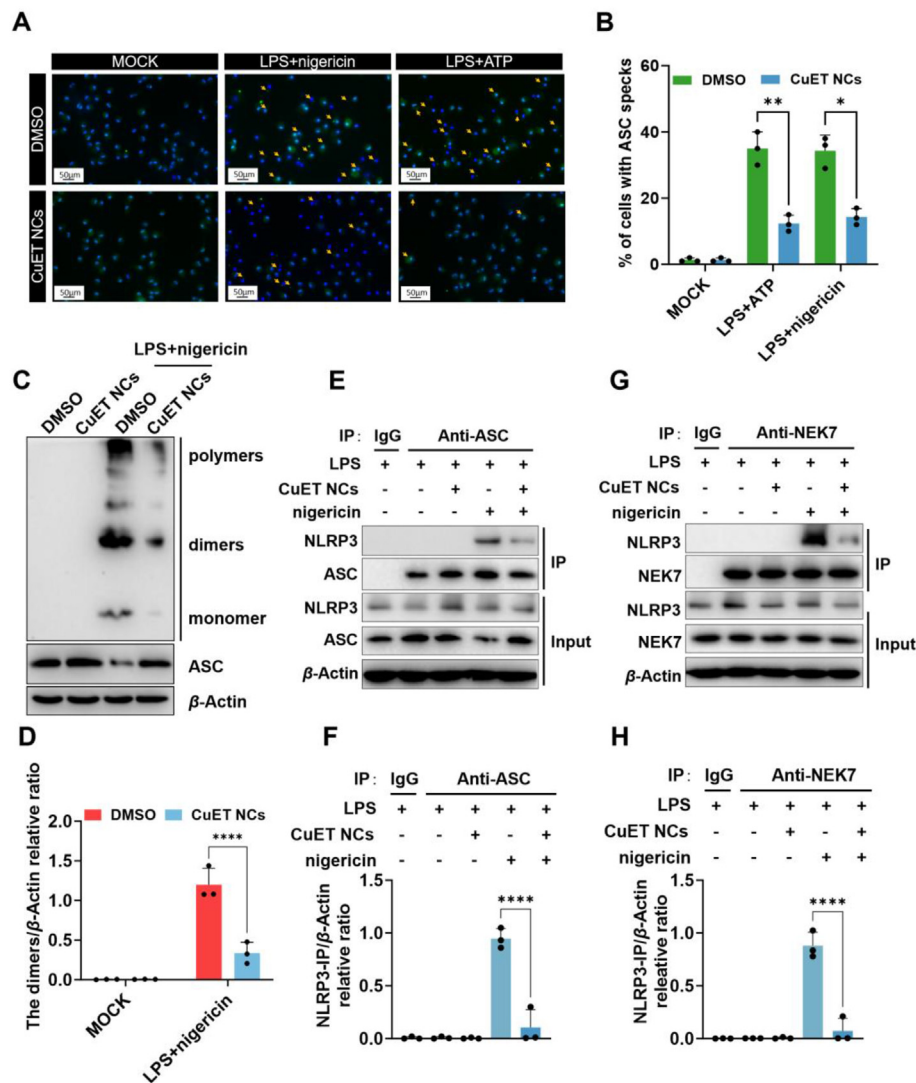 A
MOCK
LPS+nigericin
LPS+ATP
DMSO
50μm
50μm
50μm
CuET NCs
50μm
50μm
50μm
B
% of cells with ASC specks
60
40
20
0
DMSO
CuET NCs
**
*
MOCK
LPS+ATP
LPS+nigericin
C
LPS+nigericin
DMSO
CuET NCs
DMSO
CuET NCs
polymers
dimers
monomer
ASC
β-Actin
D
The dimers/β-Actin relative ratio
2.0
1.5
1.0
0.5
0.0
DMSO
CuET NCs
****
MOCK
LPS+nigericin
E
IP: IgG Anti-ASC
LPS + + + + +
CuET NCs - - + - +
nigericin - - - + +
NLRP3
ASC
IP
NLRP3
ASC
β-Actin
Input
F
IP: IgG Anti-ASC
LPS + + + + +
CuET NCs - - + - +
nigericin - - - + +
NLRP3-IP/β-Actin
relative ratio
1.0
0.5
0.0
****
G
IP: IgG Anti-NEK7
LPS + + + + +
CuET NCs - - + - +
nigericin - - - + +
NLRP3
NEK7
IP
NLRP3
NEK7
β-Actin
Input
H
IP: IgG Anti-NEK7
LPS + + + + +
CuET NCs - - + - +
nigericin - - - + +
NLRP3-IP/β-Actin
releative ratio
1.0
0.5
0.0
****